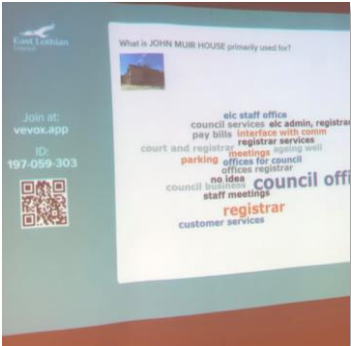 East Lothian
Council
Join at:
vevox.app
ID:
197-059-303
What is JOHN MUIR HOUSE primarily used for?
elc staff office
council services elc admin, registrar
pay bills interface with comm
registrar services
court and registrar meetings ageing well
parking offices for council
offices registrar
no idea
council business council offi
staff meetings
registrar
customer services